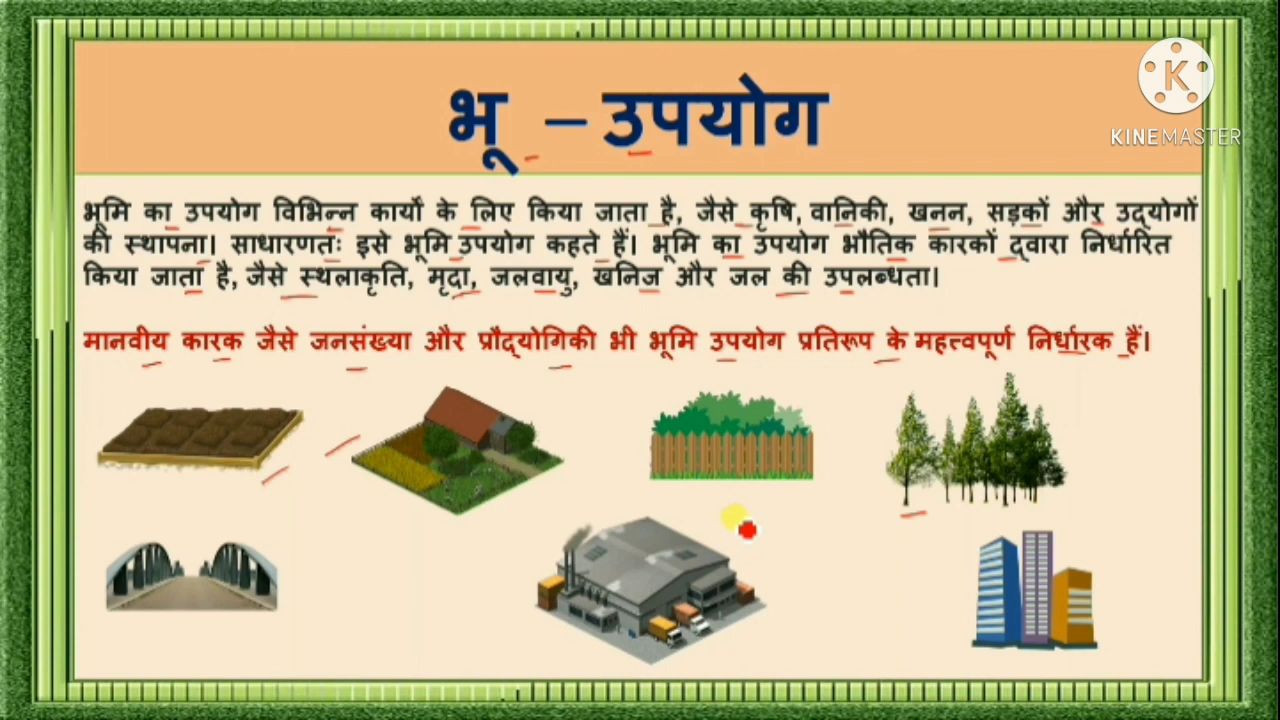 भू – उपयोग
K
KINEMASTER
भूमि का उपयोग विभिन्न कार्यों के लिए किया जाता है, जैसे कृषि, वानिकी, खनन, सड़कों और उद्योगों
की स्थापना। साधारणतः इसे भूमि उपयोग कहते हैं। भूमि का उपयोग भौतिक कारकों द्वारा निर्धारित
किया जाता है, जैसे स्थलाकृति, मृदा, जलवायु, खनिज और जल की उपलब्धता।
मानवीय कारक जैसे जनसंख्या और प्रौद्योगिकी भी भूमि उपयोग प्रतिरूप के महत्त्वपूर्ण निर्धारक हैं।